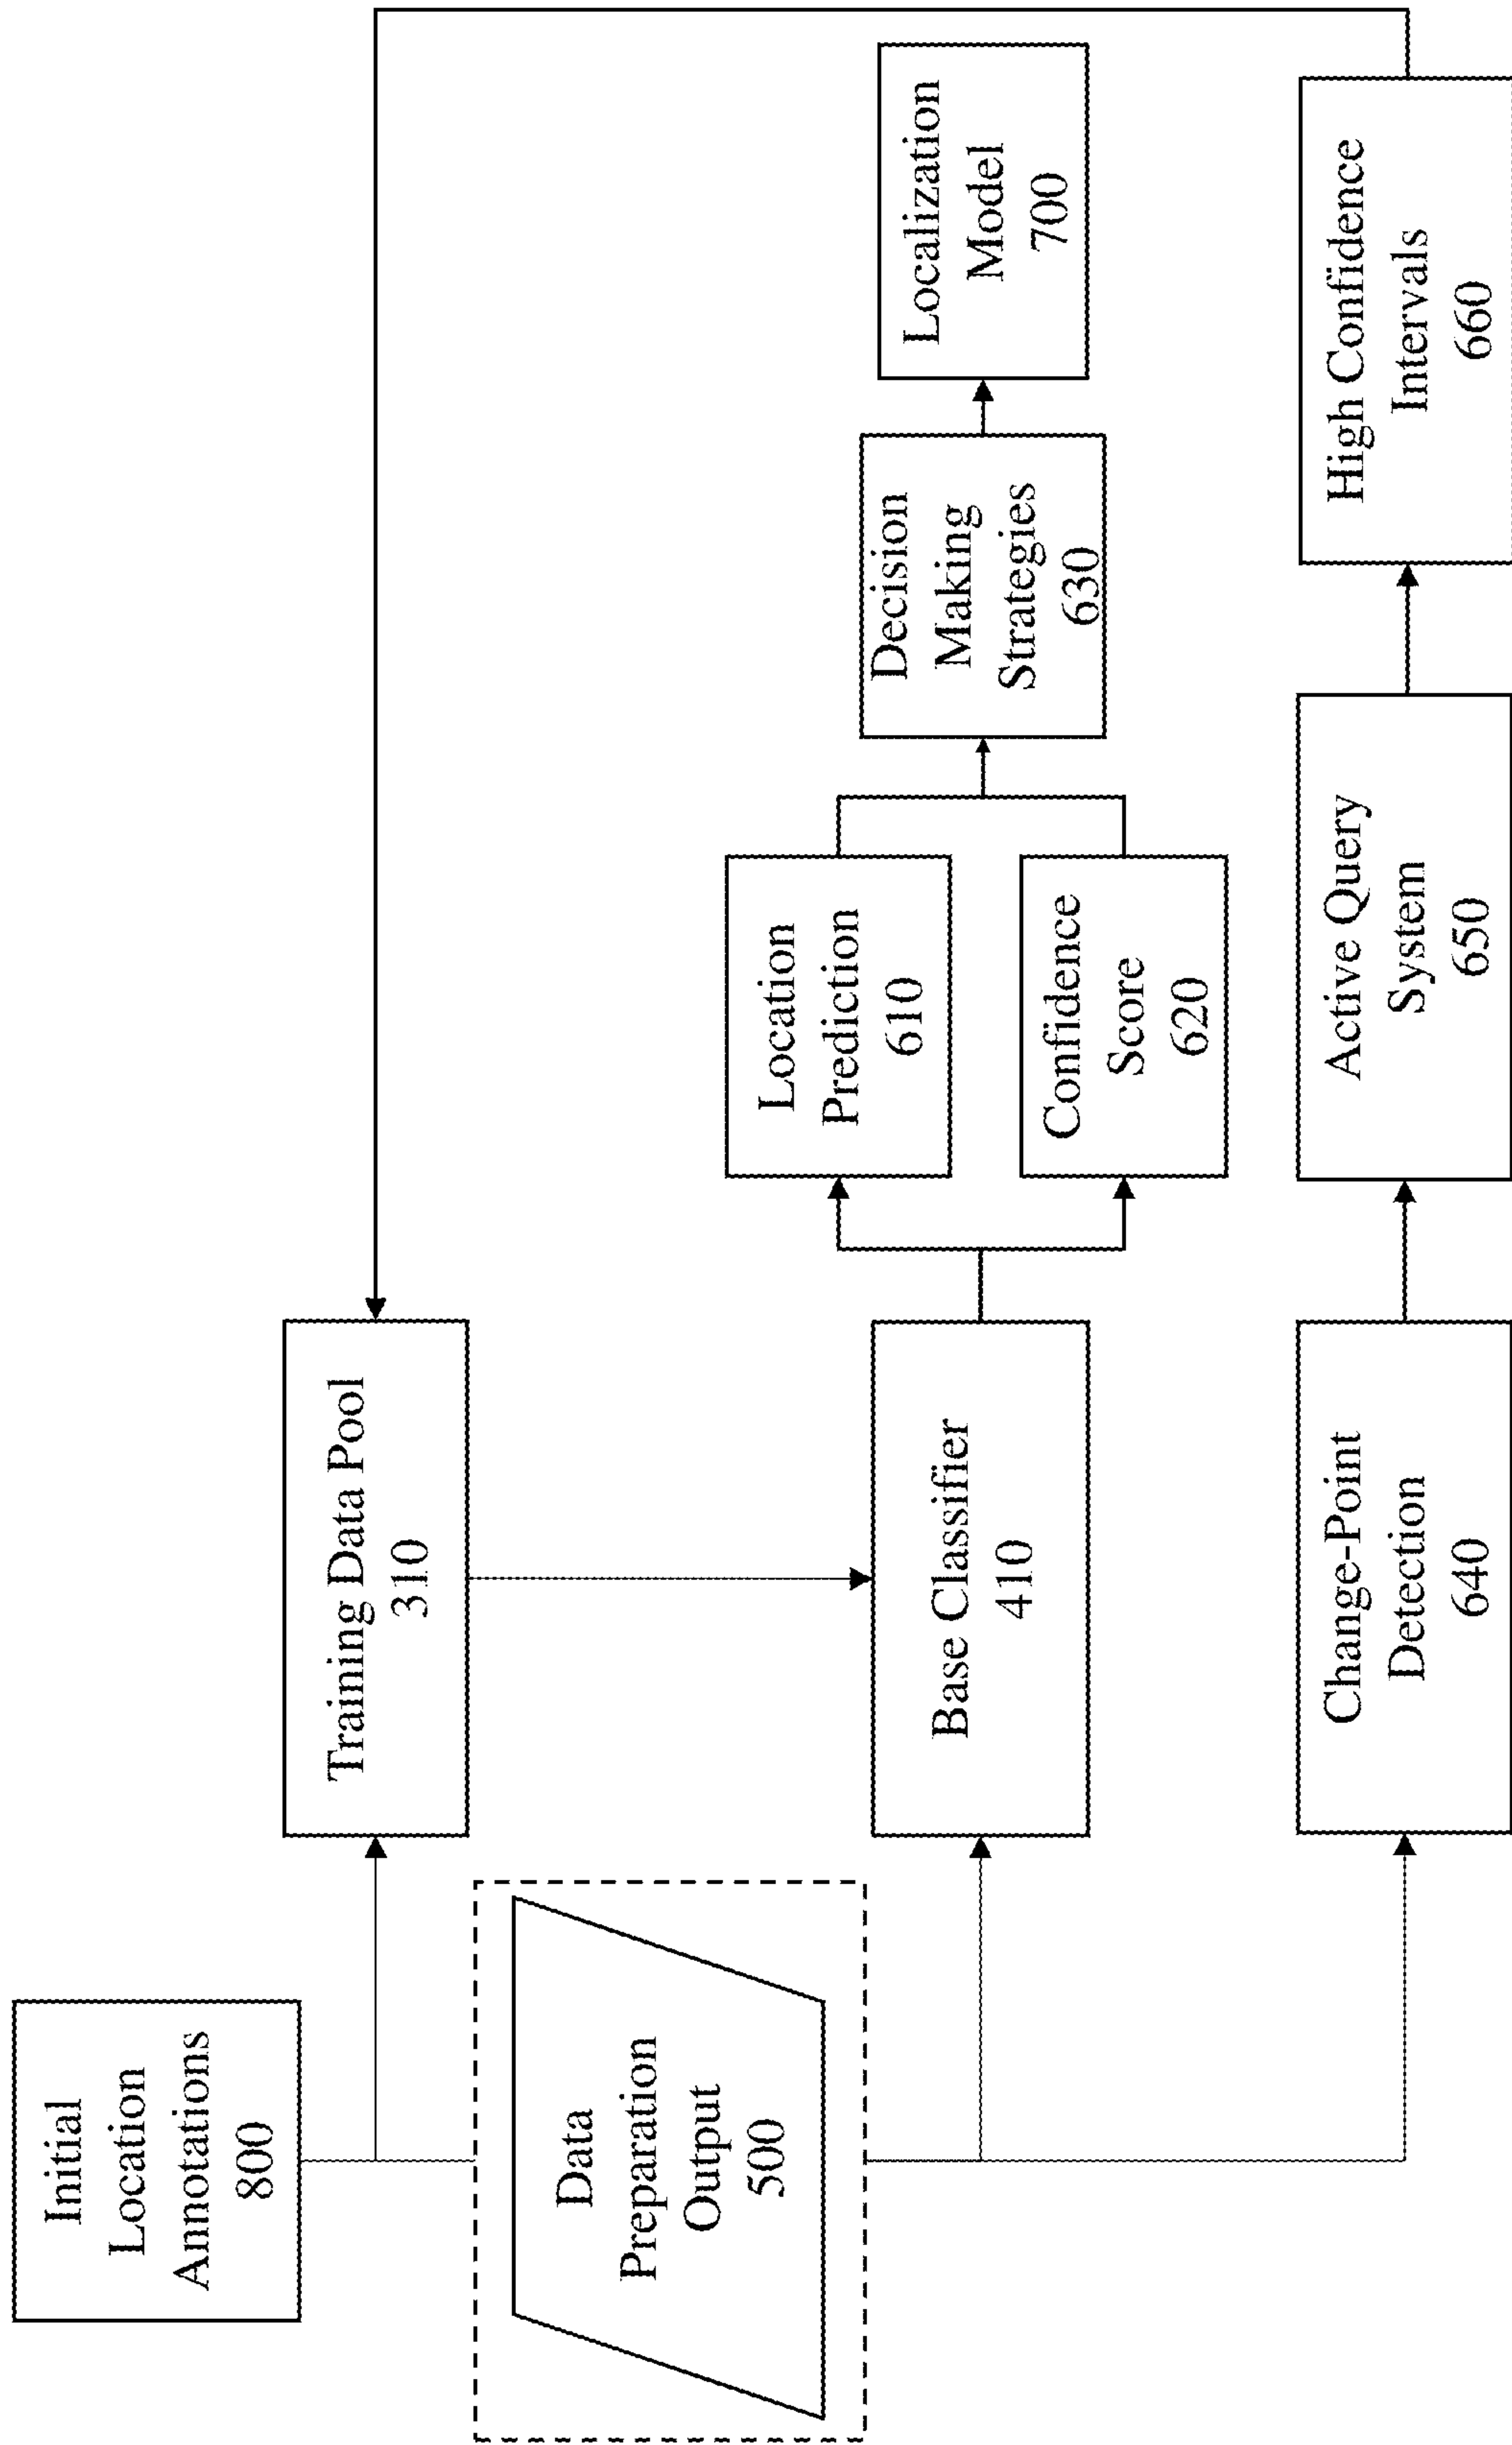 Initial
Location
Annotations
800
Training Data Pool
310
Data
Preparation
Output
500
Base Classifier
410
Location
Prediction
610
Confidence
Score
620
Decision
Making
Strategies
630
Localization
Model
700
Change-Point
Detection
640
Active Query
System
650
High Confidence
Intervals
660